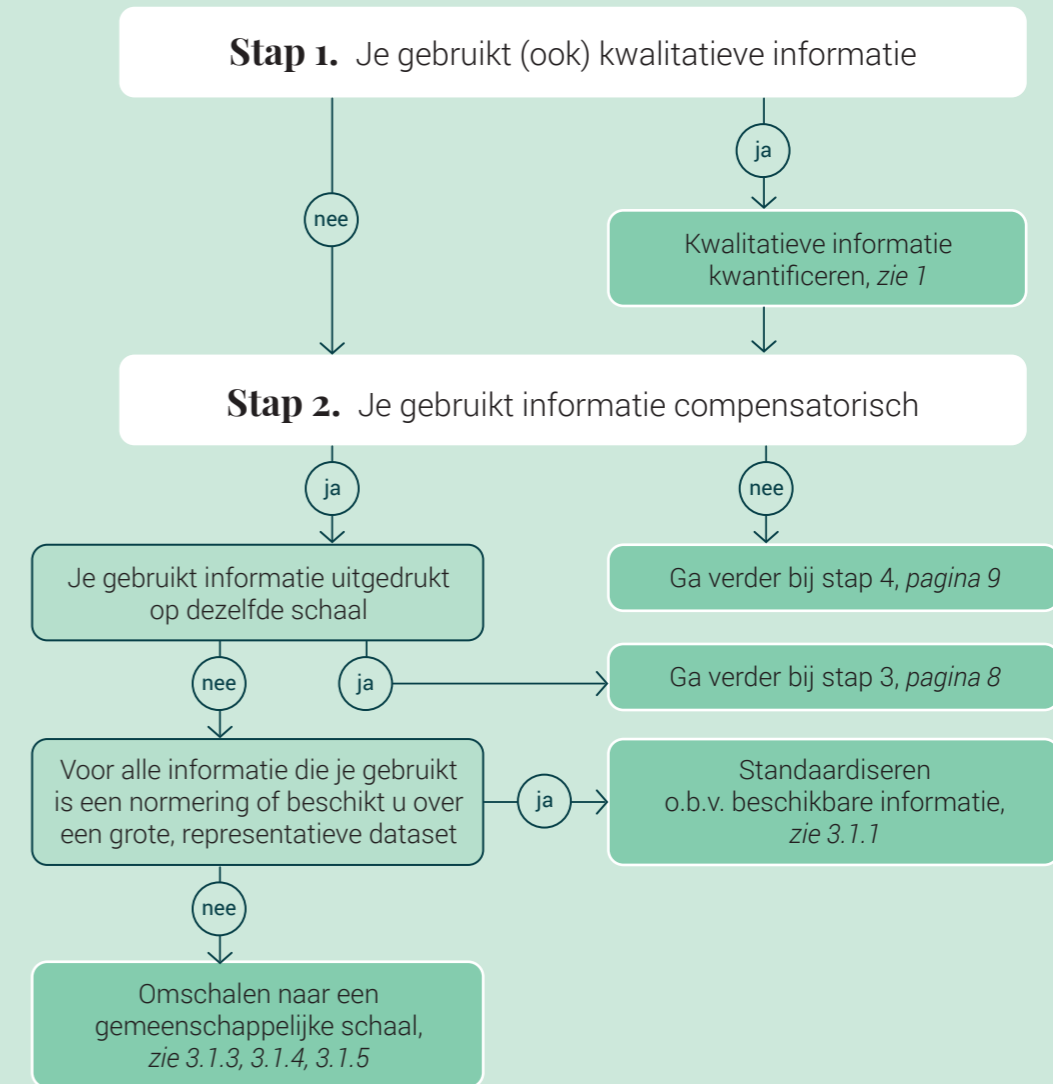 Stap 1. Je gebruikt (ook) kwalitatieve informatie
ja
nee
Kwalitatieve informatie
kwantificeren, zie 1
Stap 2. Je gebruikt informatie compensatorisch
ja
nee
Je gebruikt informatie uitgedrukt
op dezelfde schaal
Ga verder bij stap 4, pagina 9
nee
ja
Ga verder bij stap 3, pagina 8
Voor alle informatie die je gebruikt
is een normering of beschikt u over
een grote, representatieve dataset
ja
Standaardiseren
o.b.v. beschikbare informatie,
zie 3.1.1
nee
Omschalen naar een
gemeenschappelijke schaal,
zie 3.1.3, 3.1.4, 3.1.5